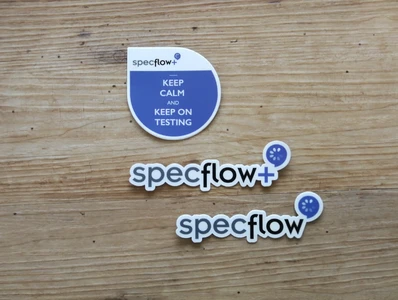 specflow+
KEEP
CALM
AND
KEEP ON
TESTING
specflow+
specflow